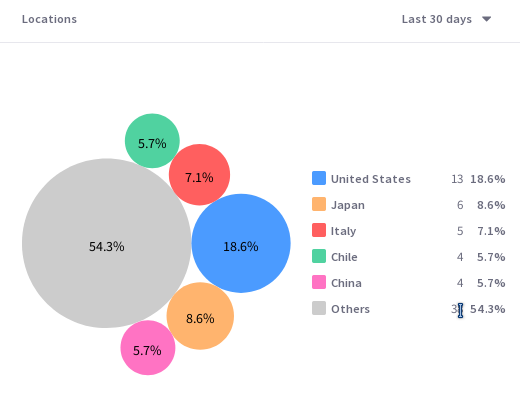 Locations
Last 30 days
5.7%
7.1%
54.3%
18.6%
8.6%
5.7%
United States 13 18.6%
Japan 6 8.6%
Italy 5 7.1%
Chile 4 5.7%
China 4 5.7%
Others 54.3%